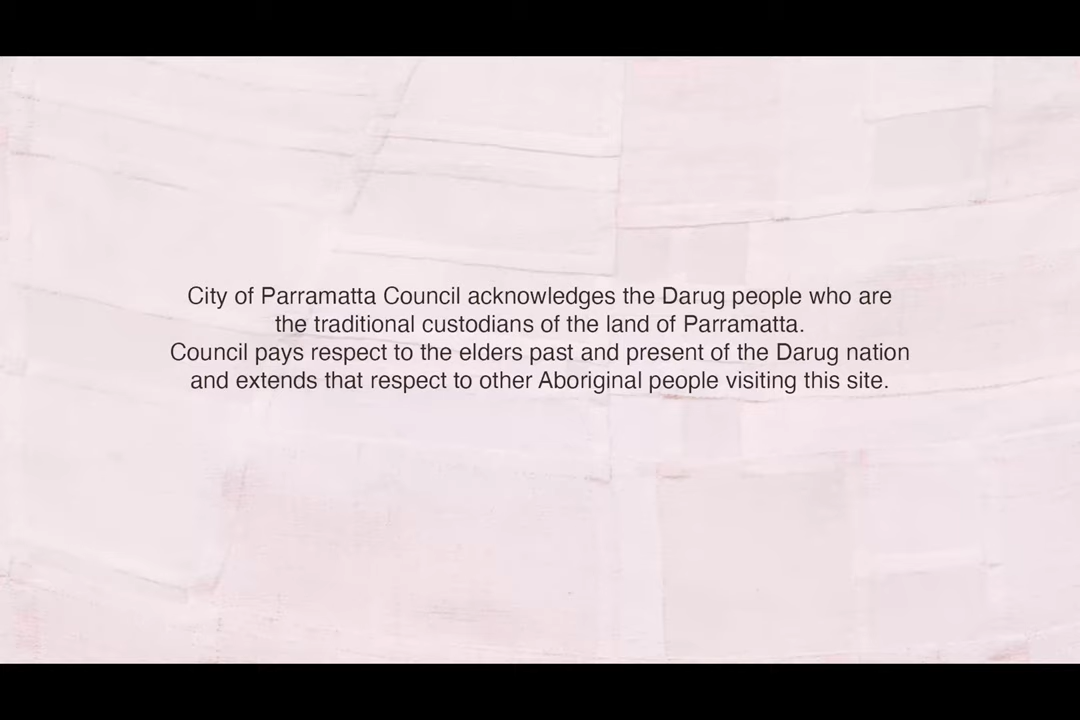 City of Parramatta Council acknowledges the Darug people who are
the traditional custodians of the land of Parramatta.
Council pays respect to the elders past and present of the Darug nation
and extends that respect to other Aboriginal people visiting this site.